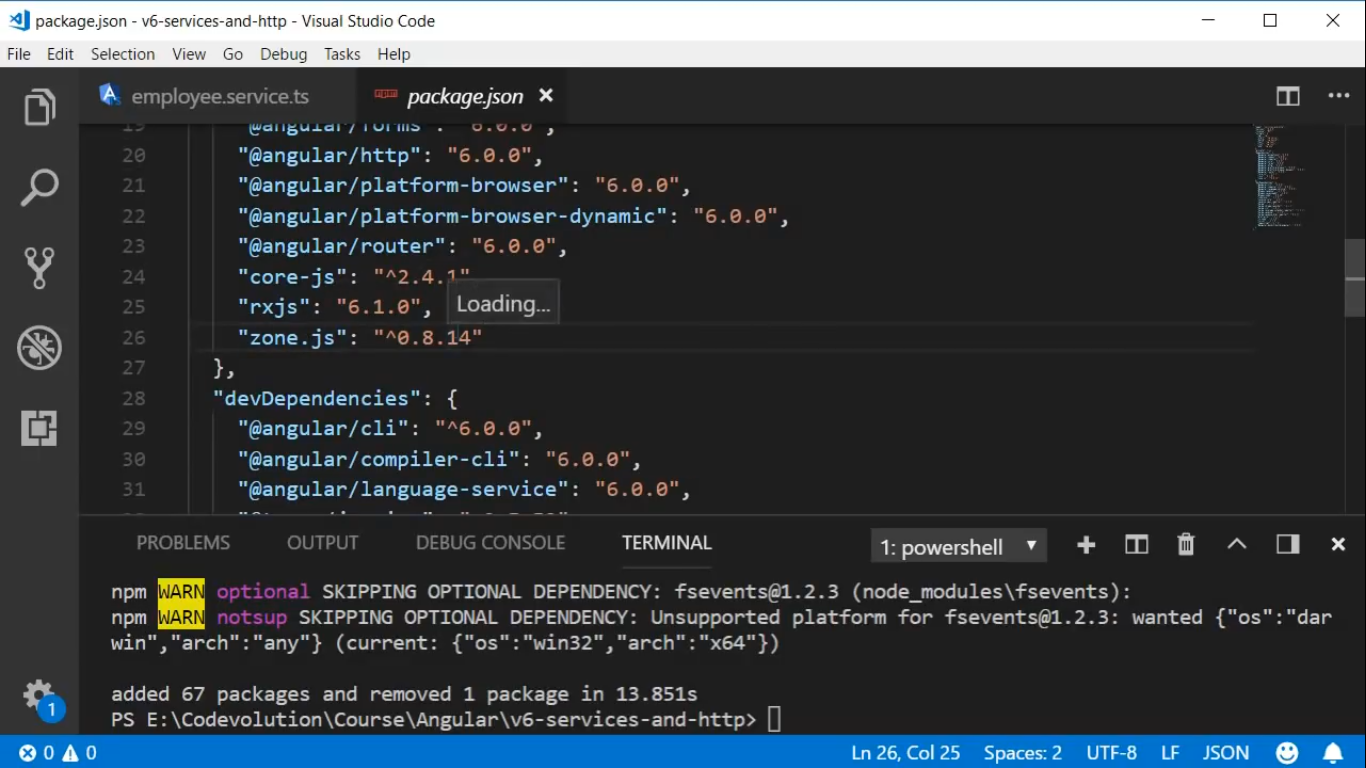 package.json - v6-services-and-http - Visual Studio Code
File Edit Selection View Go Debug Tasks Help
employee.service.ts package.json
19 "@angular/forms": "6.0.0",
20 "@angular/http": "6.0.0",
21 "@angular/platform-browser": "6.0.0",
22 "@angular/platform-browser-dynamic": "6.0.0",
23 "@angular/router": "6.0.0",
24 "core-js": "^2.4.1"
25 "rxjs": "6.1.0", Loading...
26 "zone.js": "^0.8.14"
27 },
28 "devDependencies": {
29 "@angular/cli": "^6.0.0",
30 "@angular/compiler-cli": "6.0.0",
31 "@angular/language-service": "6.0.0",
PROBLEMS OUTPUT DEBUG CONSOLE TERMINAL 1: powershell
npm WARN optional SKIPPING OPTIONAL DEPENDENCY: fsevents@1.2.3 (node_modules\fsevents):
npm WARN notsup SKIPPING OPTIONAL DEPENDENCY: Unsupported platform for fsevents@1.2.3: wanted {"os":"dar
win","arch":"any"} (current: {"os":"win32","arch":"x64"})
added 67 packages and removed 1 package in 13.851s
PS E:\Codevolution\Course\Angular\v6-services-and-http>
1
0 0 Ln 26, Col 25 Spaces: 2 UTF-8 LF JSON